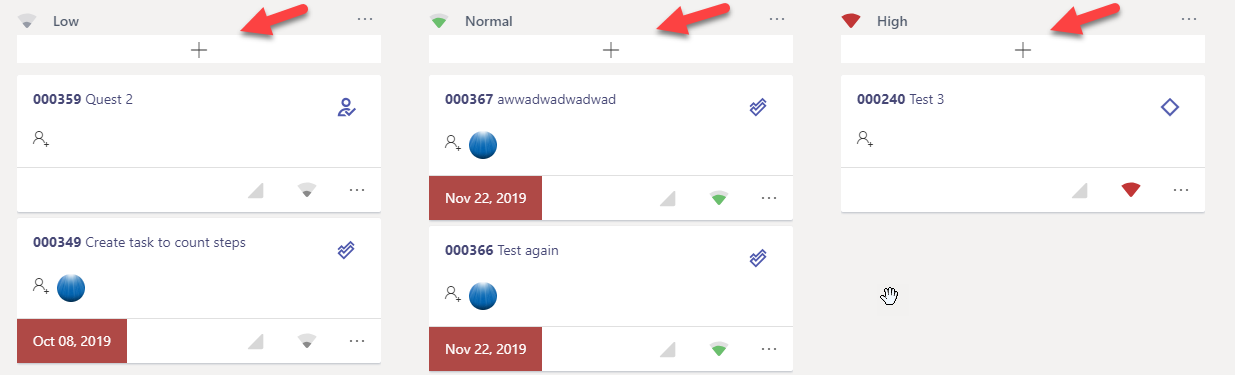 Low
000359 Quest 2
000349 Create task to count steps
Oct 08, 2019
Normal
000367 awwadwadwadwad
Nov 22, 2019
000366 Test again
Nov 22, 2019
High
000240 Test 3